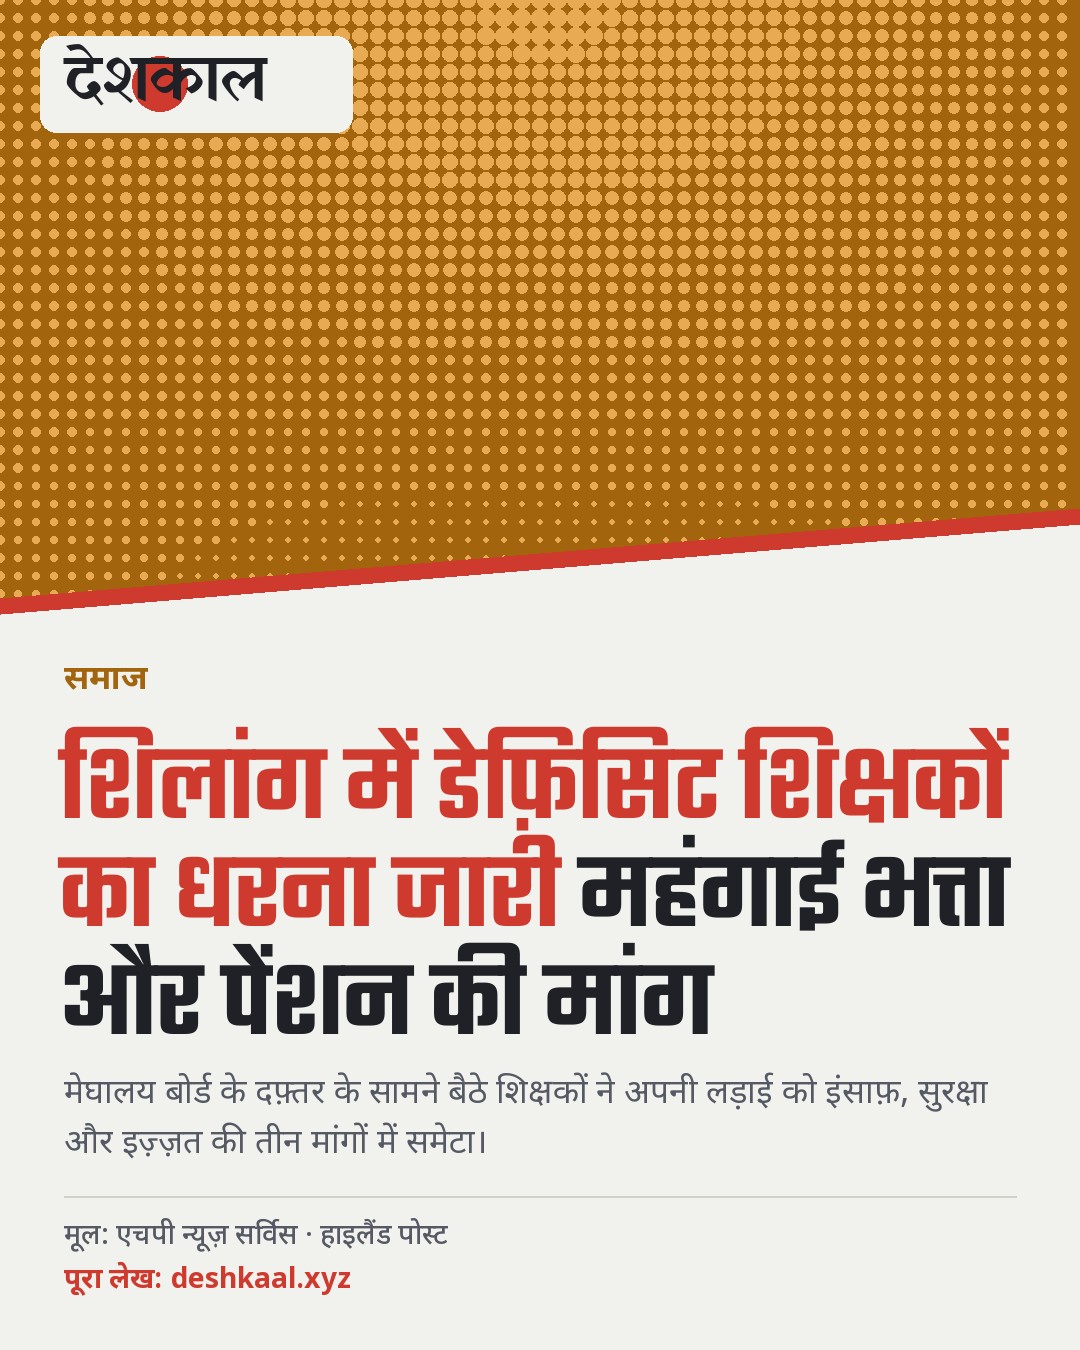 देशकाल
समाज
शिलांग में डेफ़िसिट शिक्षकों
का धरना जारी महंगाई भत्ता
और पेंशन की मांग
मेघालय बोर्ड के दफ़्तर के सामने बैठे शिक्षकों ने अपनी लड़ाई को इंसाफ़, सुरक्षा
और इज़्ज़त की तीन मांगों में समेटा।
मूल: एचपी न्यूज़ सर्विस · हाइलैंड पोस्ट
पूरा लेख: deshkaal.xyz